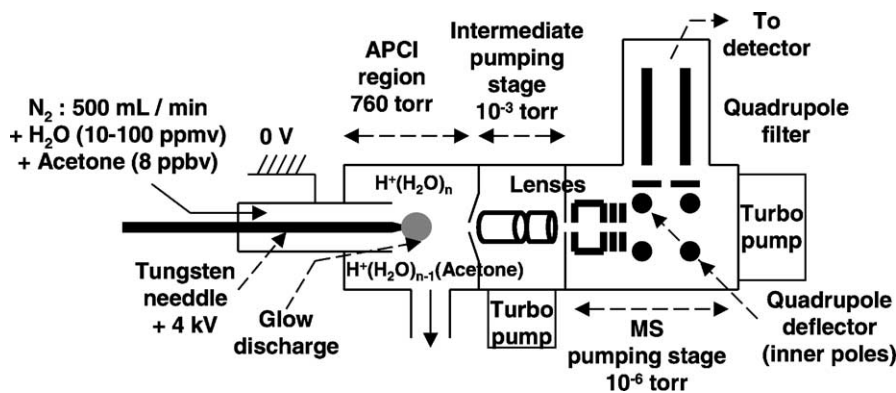 N₂ : 500 mL / min
+ H₂O (10-100 ppmv)
+ Acetone (8 ppbv)
0 V
APCI
region
760 torr
Intermediate
pumping
stage
10⁻³ torr
To
detector
Quadrupole
filter
H⁺(H₂O)ₙ
Lenses
H⁺(H₂O)ₙ₋₁(Acetone)
Turbo
pump
Tungsten
needdle
+ 4 kV
Glow
discharge
Turbo
pump
MS
pumping stage
10⁻⁶ torr
Quadrupole
deflector
(inner poles)